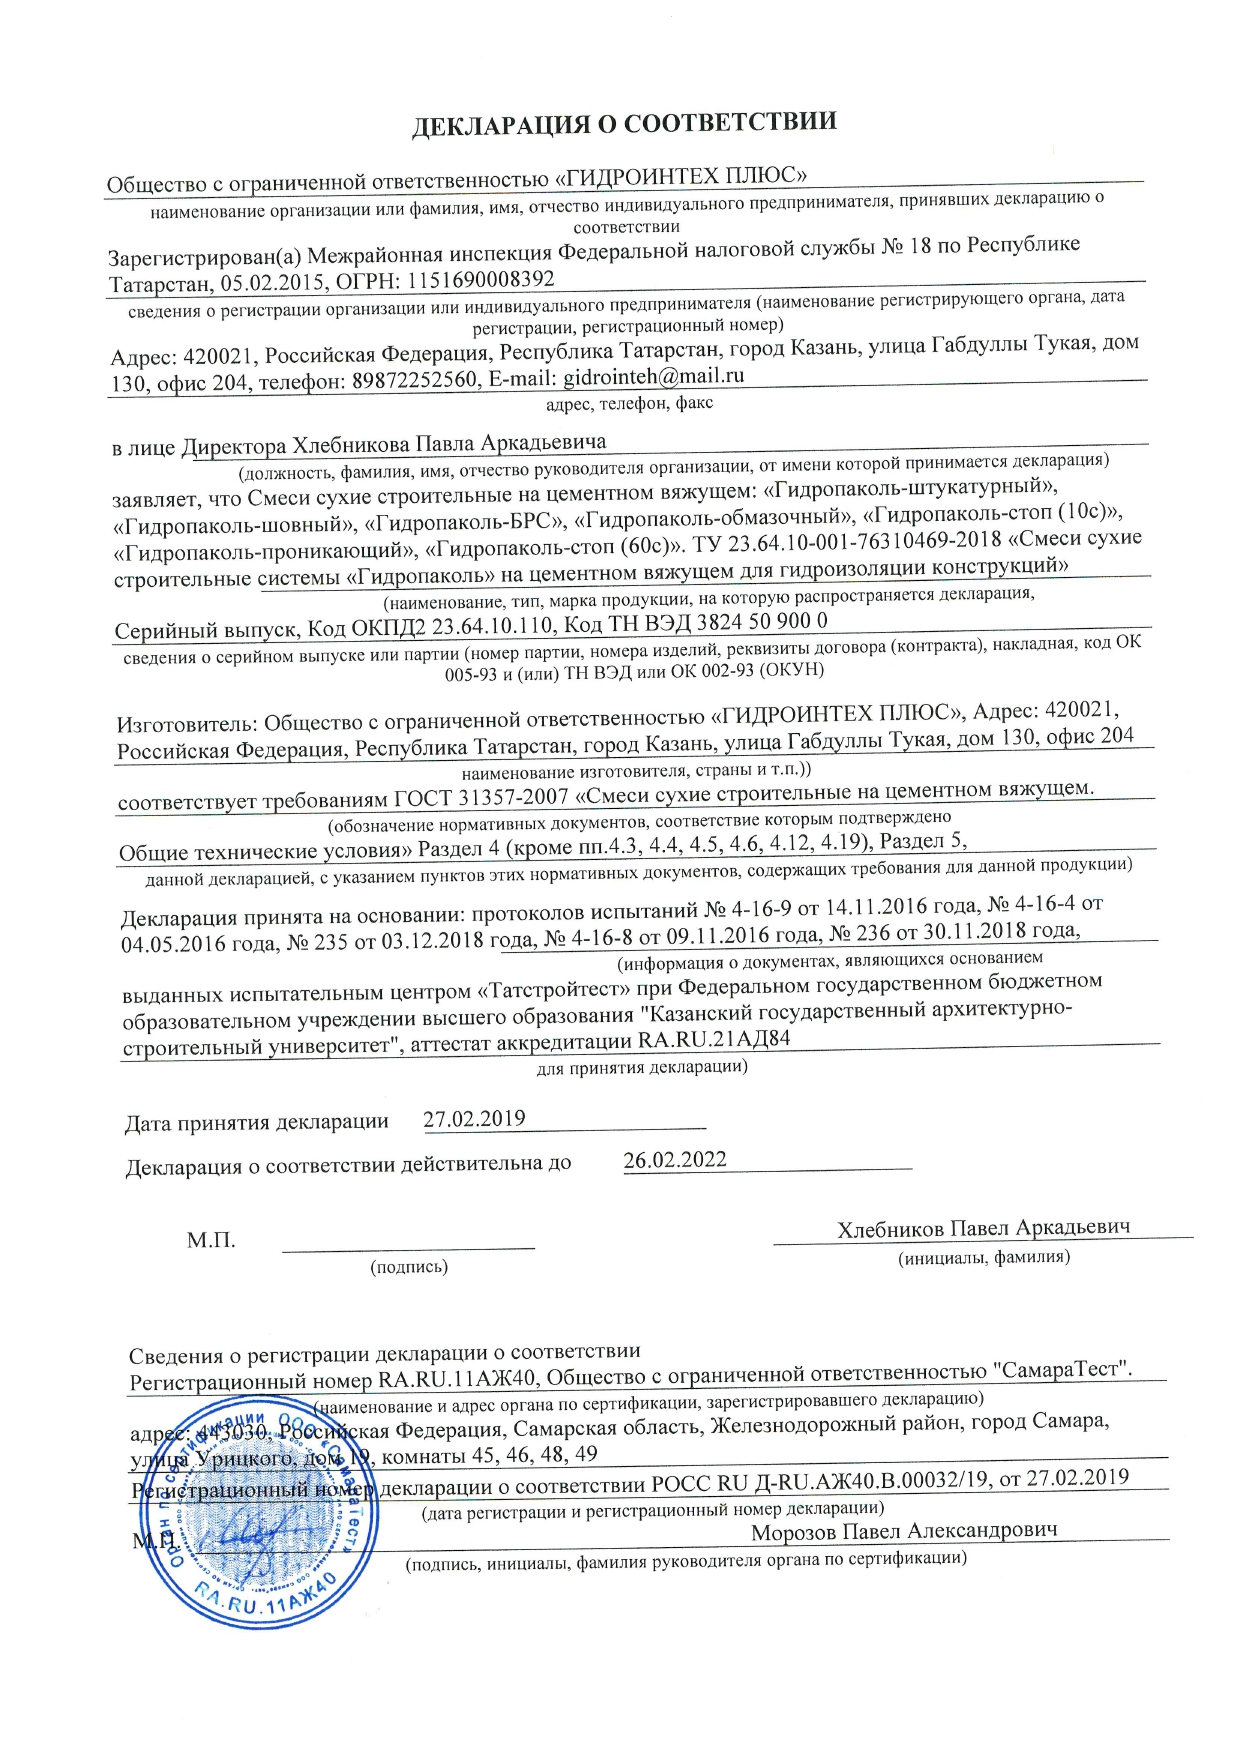 ДЕКЛАРАЦИЯ О СООТВЕТСТВИИ
Общество с ограниченной ответственностью «ГИДРОИНТЕХ ПЛЮС»
наименование организации или фамилия, имя, отчество индивидуального предпринимателя, принявших декларацию о
соответствии
Зарегистрирован(а) Межрайонная инспекция Федеральной налоговой службы № 18 по Республике
Татарстан, 05.02.2015, ОГРН: 1151690008392
сведения о регистрации организации или индивидуального предпринимателя (наименование регистрирующего органа, дата
регистрации, регистрационный номер)
Адрес: 420021, Российская Федерация, Республика Татарстан, город Казань, улица Габдуллы Тукая, дом
130, офис 204, телефон: 89872252560, E-mail: gidrointeh@mail.ru
адрес, телефон, факс
в лице Директора Хлебникова Павла Аркадьевича
(должность, фамилия, имя, отчество руководителя организации, от имени которой принимается декларация)
заявляет, что Смеси сухие строительные на цементном вяжущем: «Гидропаколь-штукатурный»,
«Гидропаколь-шовный», «Гидропаколь-БРС», «Гидропаколь-обмазочный», «Гидропаколь-стоп (10с)»,
«Гидропаколь-проникающий», «Гидропаколь-стоп (60с)». ТУ 23.64.10-001-76310469-2018 «Смеси сухие
строительные системы «Гидропаколь» на цементном вяжущем для гидроизоляции конструкций»
(наименование, тип, марка продукции, на которую распространяется декларация,
Серийный выпуск, Код ОКПД2 23.64.10.110, Код ТН ВЭД 3824 50 900 0
сведения о серийном выпуске или партии (номер партии, номера изделий, реквизиты договора (контракта), накладная, код ОК
005-93 и (или) ТН ВЭД или ОК 002-93 (ОКУН)
Изготовитель: Общество с ограниченной ответственностью «ГИДРОИНТЕХ ПЛЮС», Адрес: 420021,
Российская Федерация, Республика Татарстан, город Казань, улица Габдуллы Тукая, дом 130, офис 204
наименование изготовителя, страны и т.п.))
соответствует требованиям ГОСТ 31357-2007 «Смеси сухие строительные на цементном вяжущем.
(обозначение нормативных документов, соответствие которым подтверждено
Общие технические условия» Раздел 4 (кроме пп.4.3, 4.4, 4.5, 4.6, 4.12, 4.19), Раздел 5,
данной декларацией, с указанием пунктов этих нормативных документов, содержащих требования для данной продукции)
Декларация принята на основании: протоколов испытаний № 4-16-9 от 14.11.2016 года, № 4-16-4 от
04.05.2016 года, № 235 от 03.12.2018 года, № 4-16-8 от 09.11.2016 года, № 236 от 30.11.2018 года,
(информация о документах, являющихся основанием
выданных испытательным центром «Татстройтест» при Федеральном государственном бюджетном
образовательном учреждении высшего образования "Казанский государственный архитектурно-
строительный университет", аттестат аккредитации RA.RU.21АД84
для принятия декларации)
Дата принятия декларации 27.02.2019
Декларация о соответствии действительна до 26.02.2022
М.П. Хлебников Павел Аркадьевич
(подпись) (инициалы, фамилия)
Сведения о регистрации декларации о соответствии
Регистрационный номер RA.RU.11АЖ40, Общество с ограниченной ответственностью "СамараТест".
(наименование и адрес органа по сертификации, зарегистрировавшего декларацию)
адрес: 443030, Российская Федерация, Самарская область, Железнодорожный район, город Самара,
улица Урицкого, дом 19, комнаты 45, 46, 48, 49
Регистрационный номер декларации о соответствии РОСС RU Д-RU.АЖ40.В.00032/19, от 27.02.2019
(дата регистрации и регистрационный номер декларации)
М.П. Морозов Павел Александрович
(подпись, инициалы, фамилия руководителя органа по сертификации)
Орган по сертификации ООО «СамараТест»
RA.RU.11АЖ40